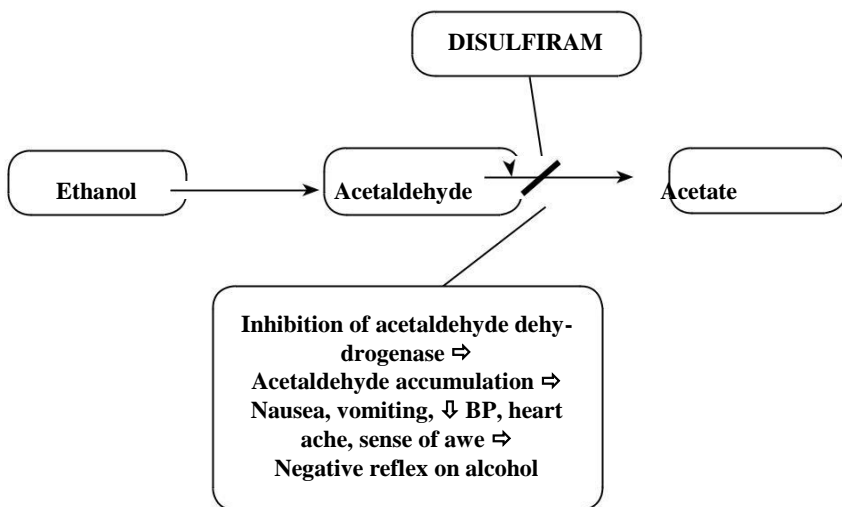 DISULFIRAM
Ethanol
Acetaldehyde
Acetate
Inhibition of acetaldehyde dehy-
drogenase ⇨
Acetaldehyde accumulation ⇨
Nausea, vomiting, ⇩ BP, heart
ache, sense of awe ⇨
Negative reflex on alcohol